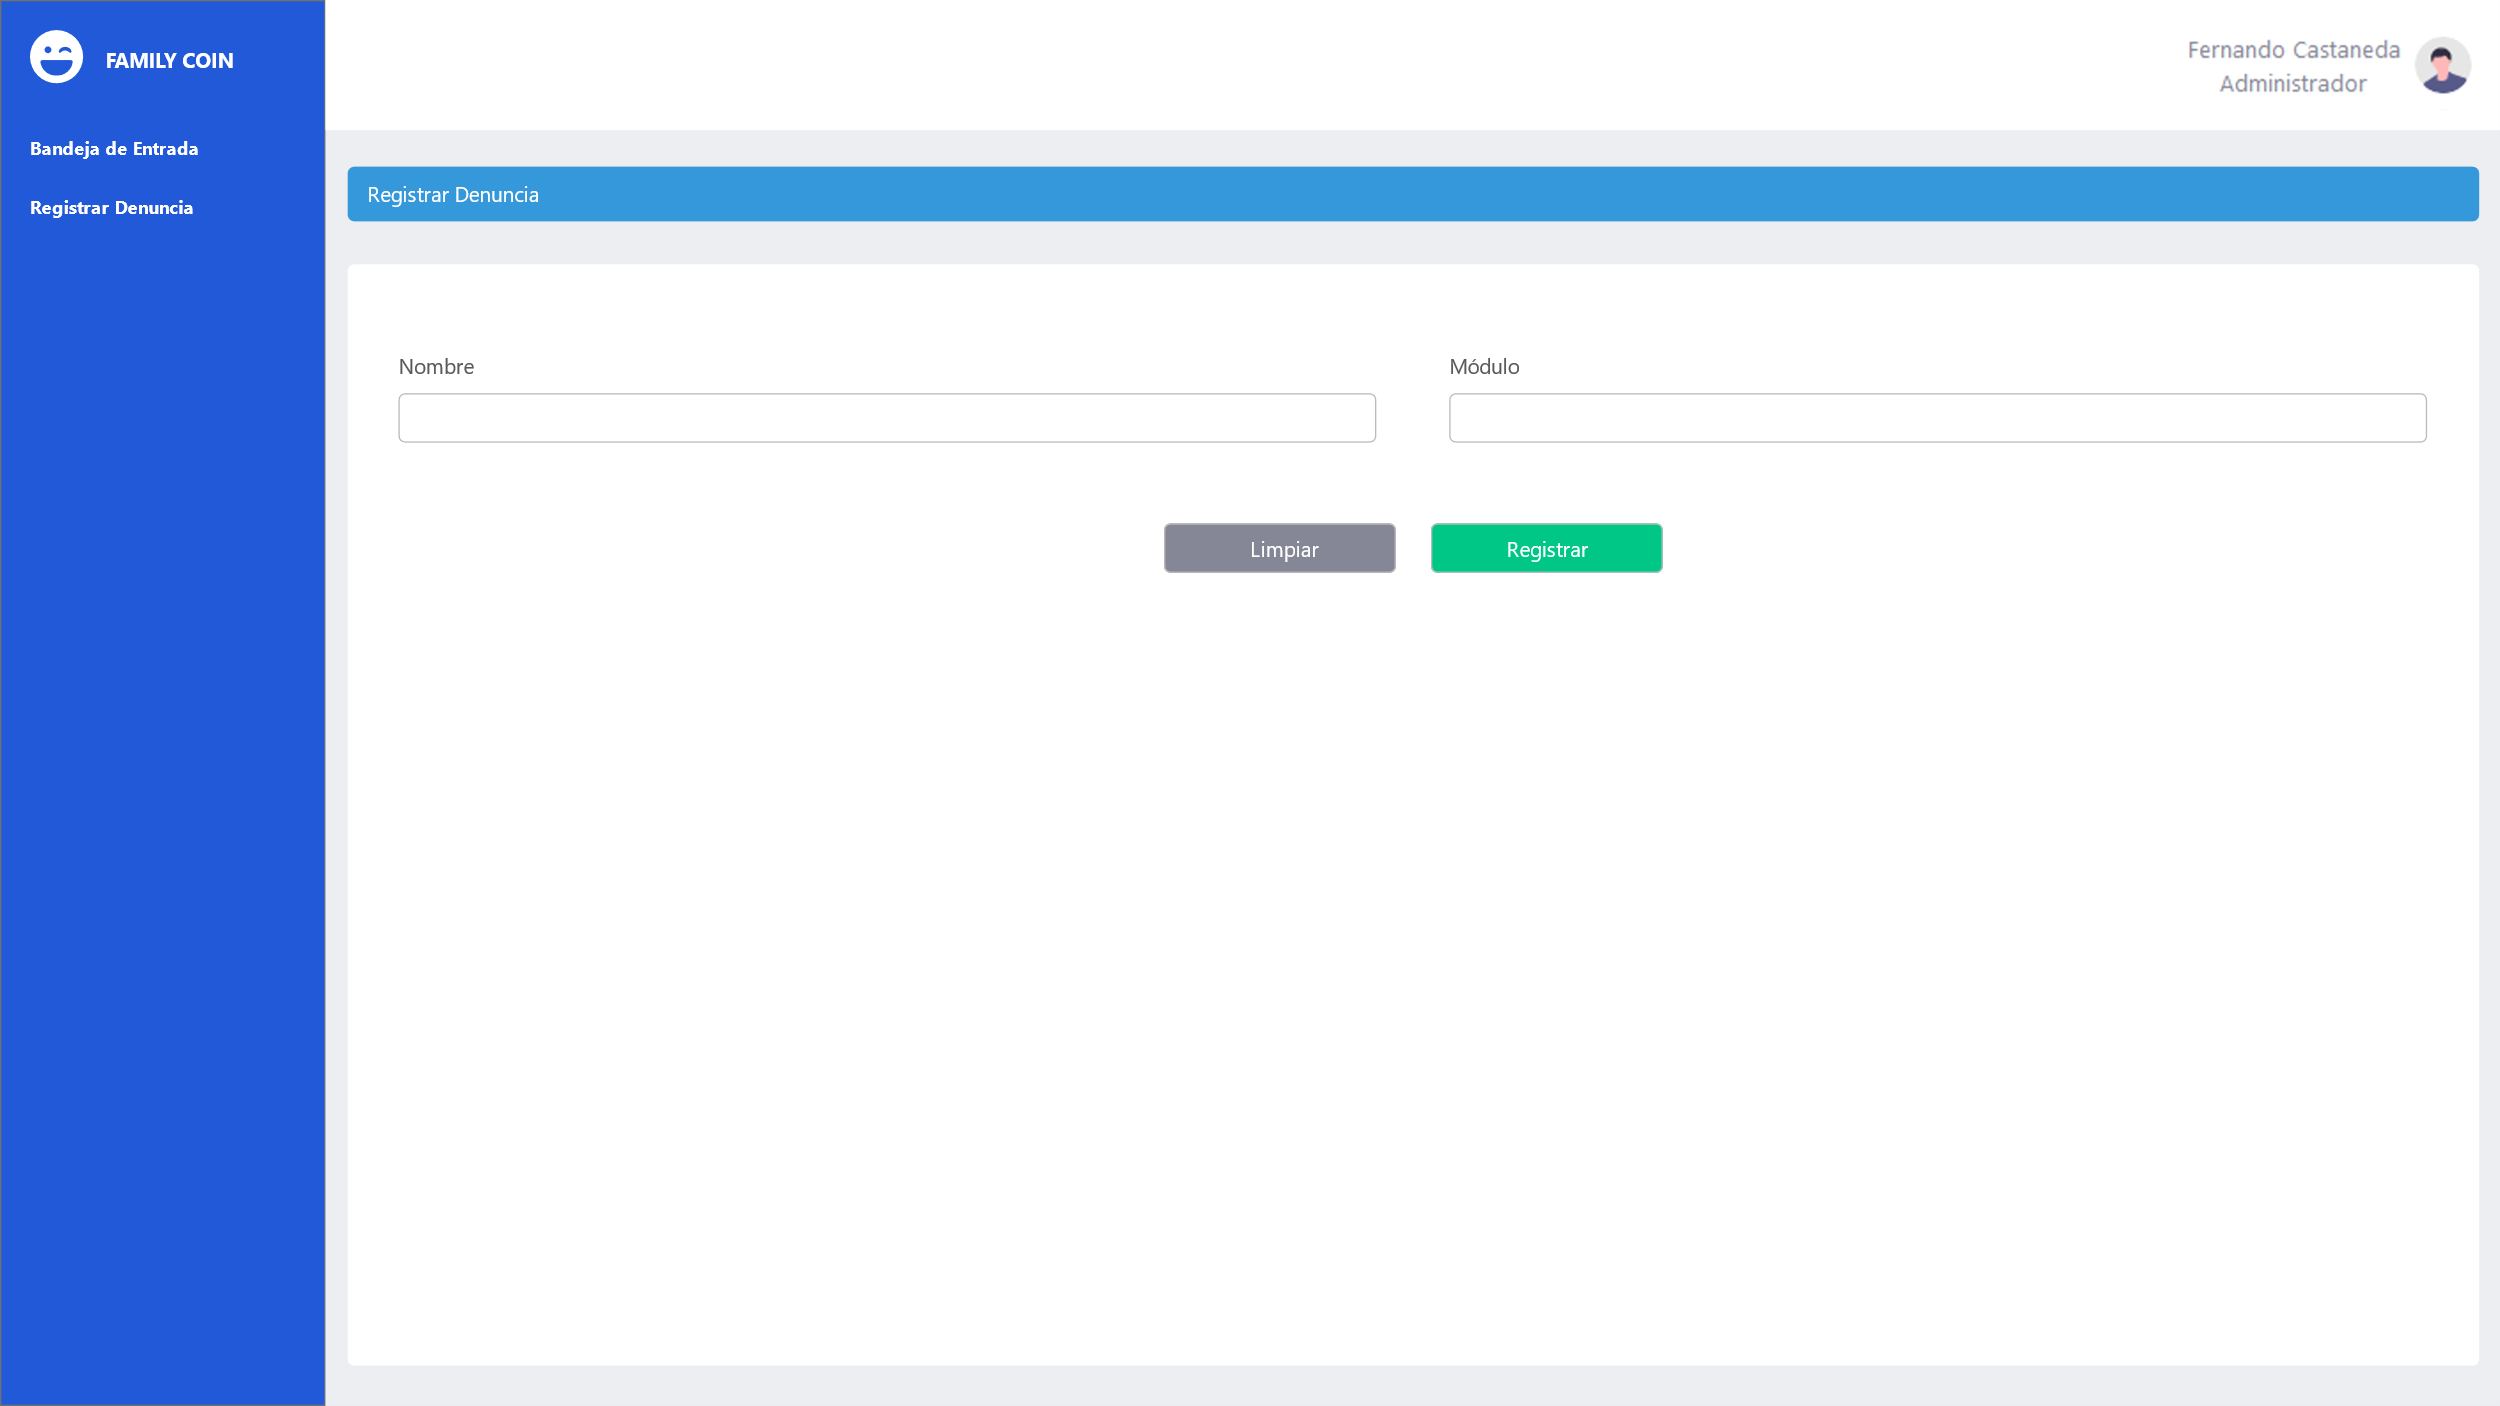 FAMILY COIN
Bandeja de Entrada
Registrar Denuncia
Fernando Castaneda
Administrador
Registrar Denuncia
Nombre
Módulo
Limpiar
Registrar